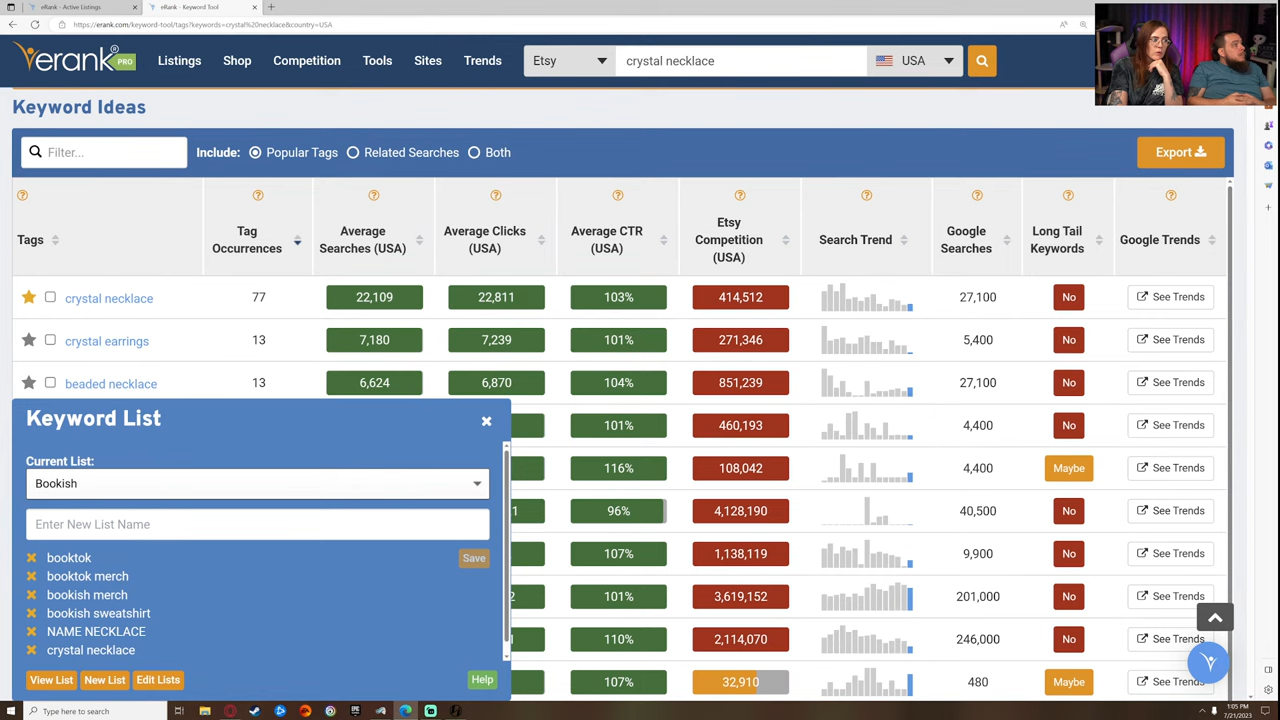 eRank - Active Listings
eRank - Keyword Tool
https://erank.com/keyword-tool/tags?keywords=crystal%20necklace&country=USA
erank® PRO
Listings Shop Competition Tools Sites Trends Etsy crystal necklace USA
Keyword Ideas
Filter... Include: Popular Tags Related Searches Both Export
Tags Tag Occurrences Average Searches (USA) Average Clicks (USA) Average CTR (USA) Etsy Competition (USA) Search Trend Google Searches Long Tail Keywords Google Trends
crystal necklace 77 22,109 22,811 103% 414,512 27,100 No See Trends
crystal earrings 13 7,180 7,239 101% 271,346 5,400 No See Trends
beaded necklace 13 6,624 6,870 104% 851,239 27,100 No See Trends
101% 460,193 4,400 No See Trends
116% 108,042 4,400 Maybe See Trends
1 96% 4,128,190 40,500 No See Trends
107% 1,138,119 9,900 No See Trends
2 101% 3,619,152 201,000 No See Trends
110% 2,114,070 246,000 No See Trends
107% 32,910 480 Maybe See Trends
Keyword List
Current List:
Bookish
Enter New List Name
booktok Save
booktok merch
bookish merch
bookish sweatshirt
NAME NECKLACE
crystal necklace
View List New List Edit Lists Help
Type here to search
1:05 PM
7/21/2023